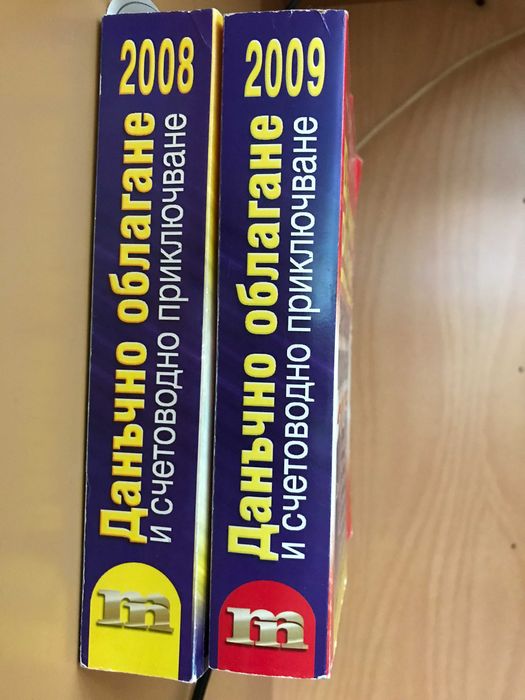 Данъчно облагане 2008
и счетоводно приключване
m
Данъчно облагане 2009
и счетоводно приключване
m